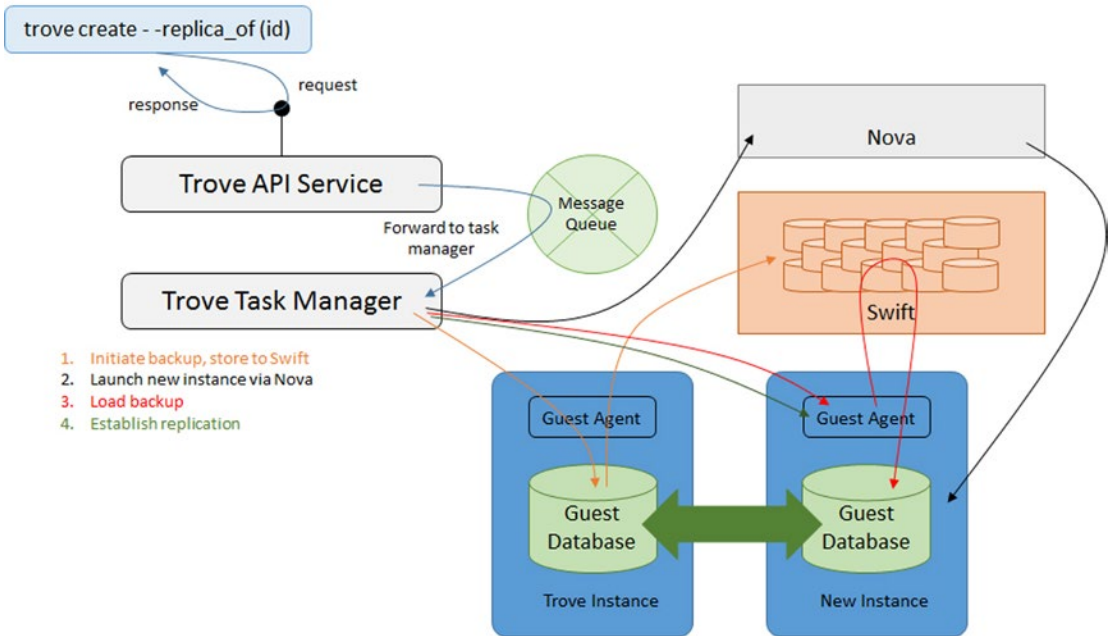 trove create - -replica_of (id)
request
response
Nova
Trove API Service
Message
Queue
Forward to task
manager
Trove Task Manager
Swift
1. Initiate backup, store to Swift
2. Launch new instance via Nova
3. Load backup
4. Establish replication
Guest Agent
Guest Agent
Guest
Database
Guest
Database
Trove Instance
New Instance